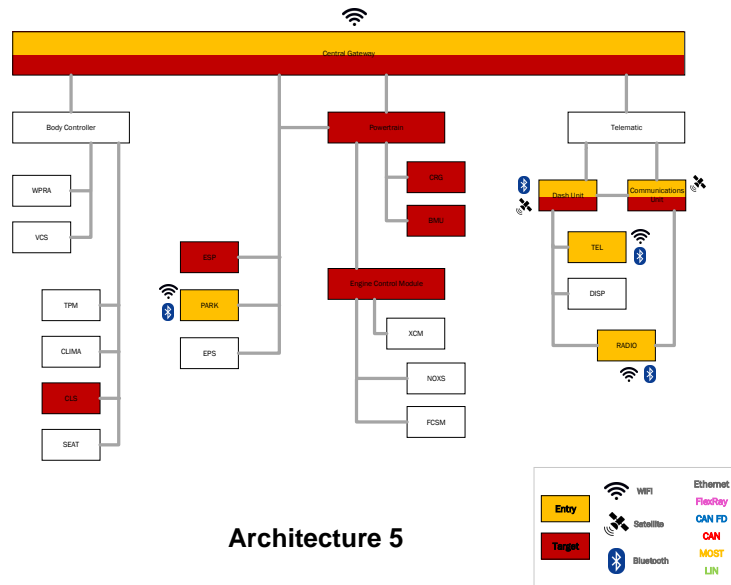 Central Gateway
Body Controller
Powertrain
Telematic
WPRA
VCS
CRG
BMU
Dash Unit
Communications
Unit
ESP
TEL
PARK
Engine Control Module
DISP
TPM
XCM
EPS
RADIO
CLIMA
NOXS
CLS
FCSM
SEAT
Architecture 5
Entry
Target
WiFi
Satellite
Bluetooth
Ethernet
FlexRay
CAN FD
CAN
MOST
LIN